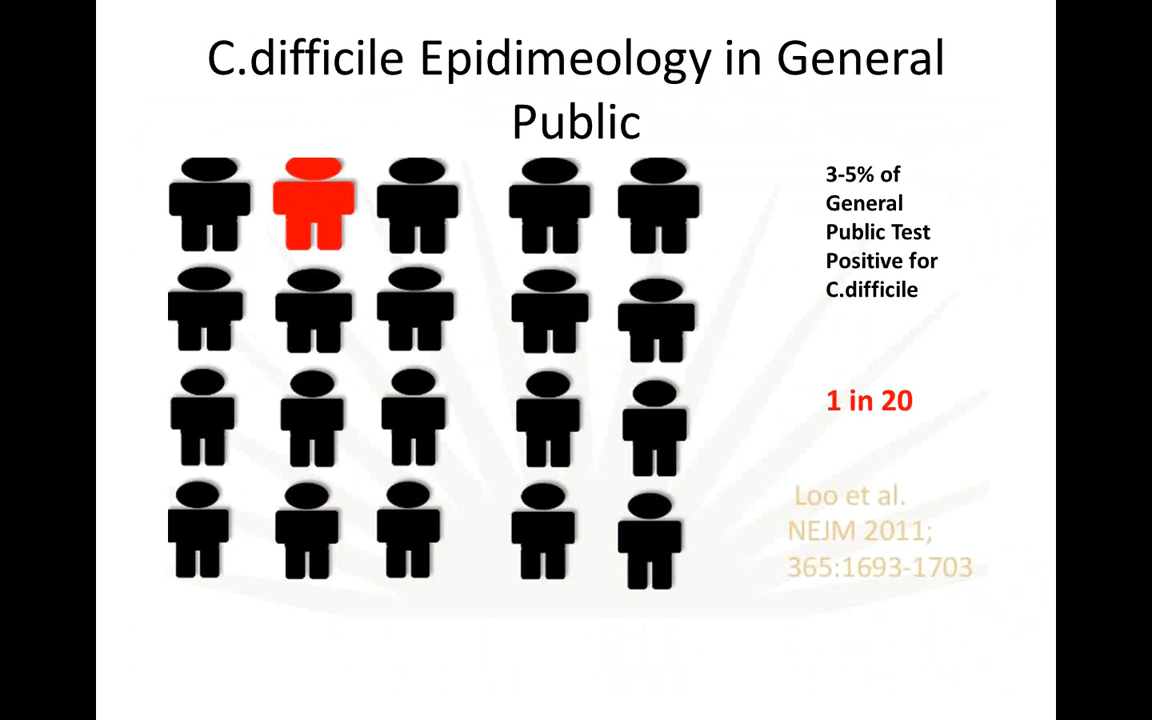 C.difficile Epidimeology in General
Public
3-5% of
General
Public Test
Positive for
C.difficile
1 in 20
Loo et al.
NEJM 2011;
365:1693-1703